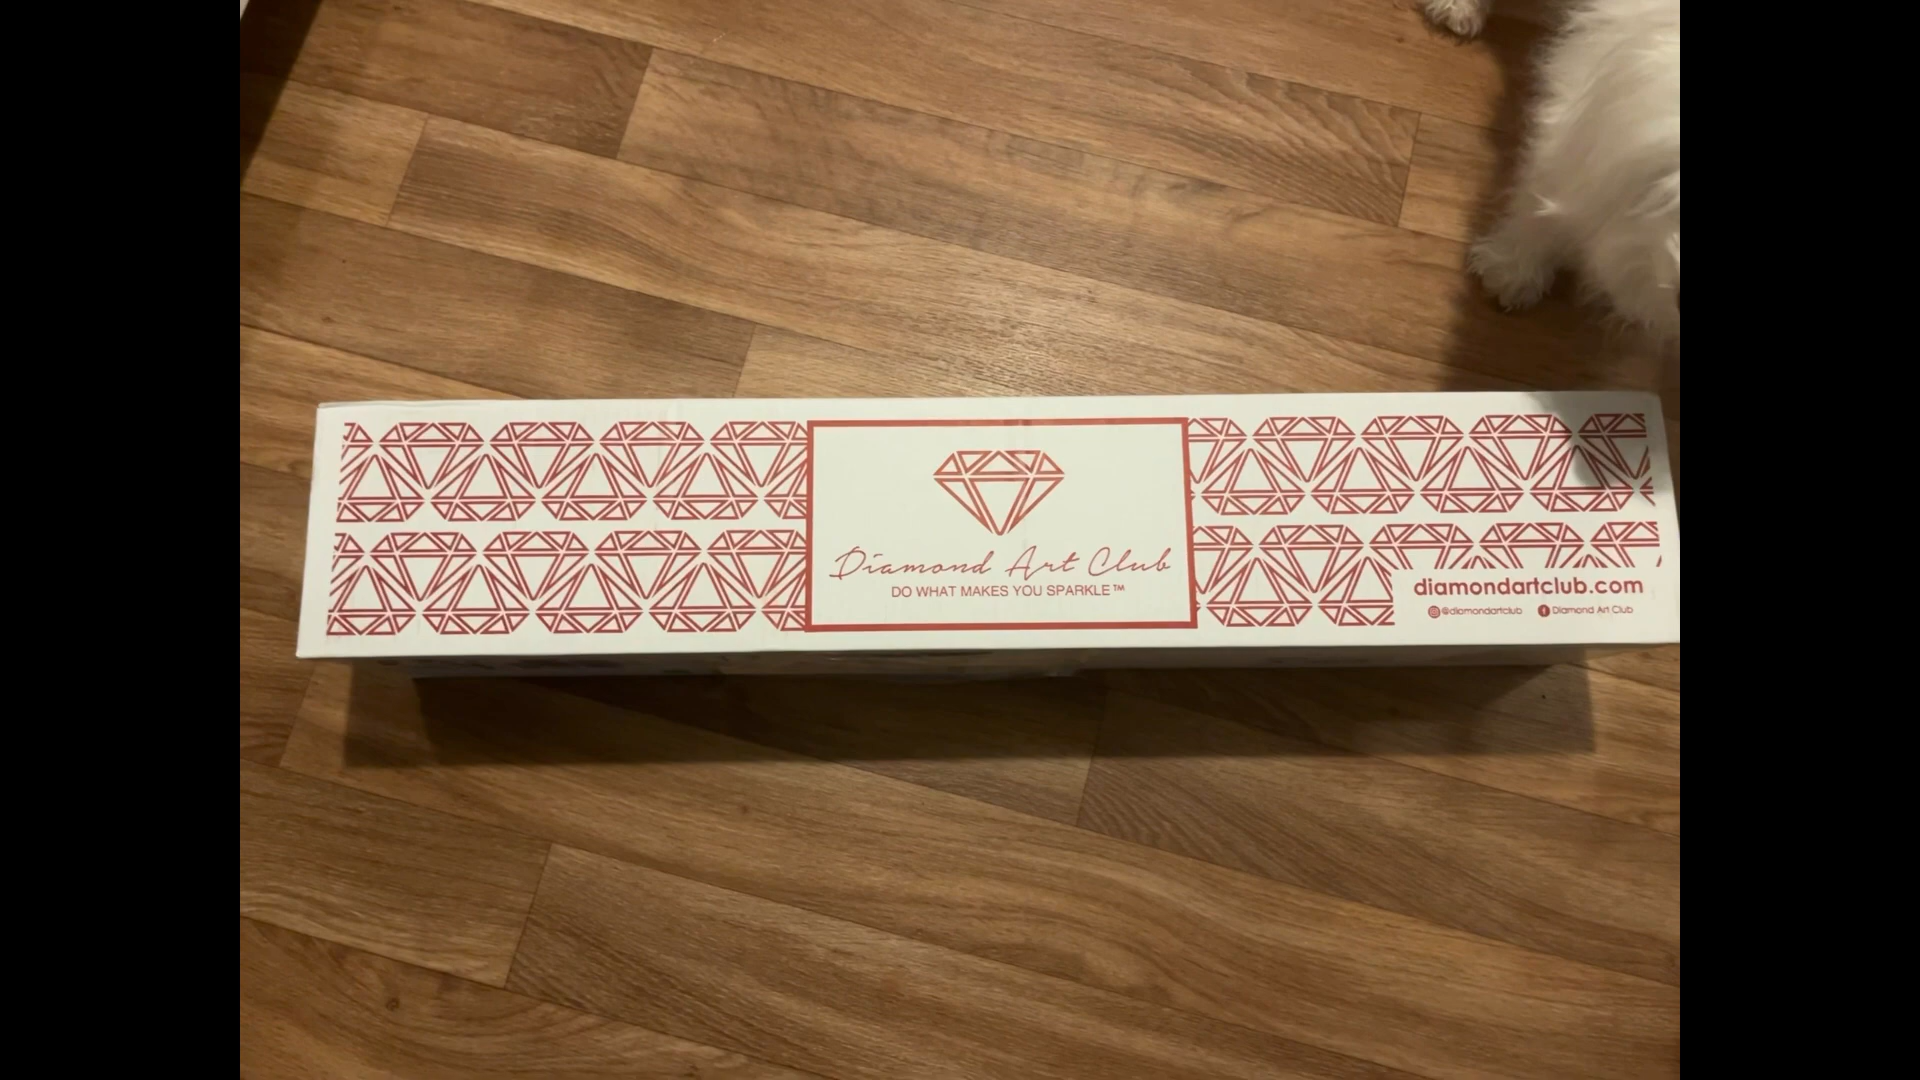 Diamond Art Club
DO WHAT MAKES YOU SPARKLE™
diamondartclub.com
@diamondartclub Diamond Art Club